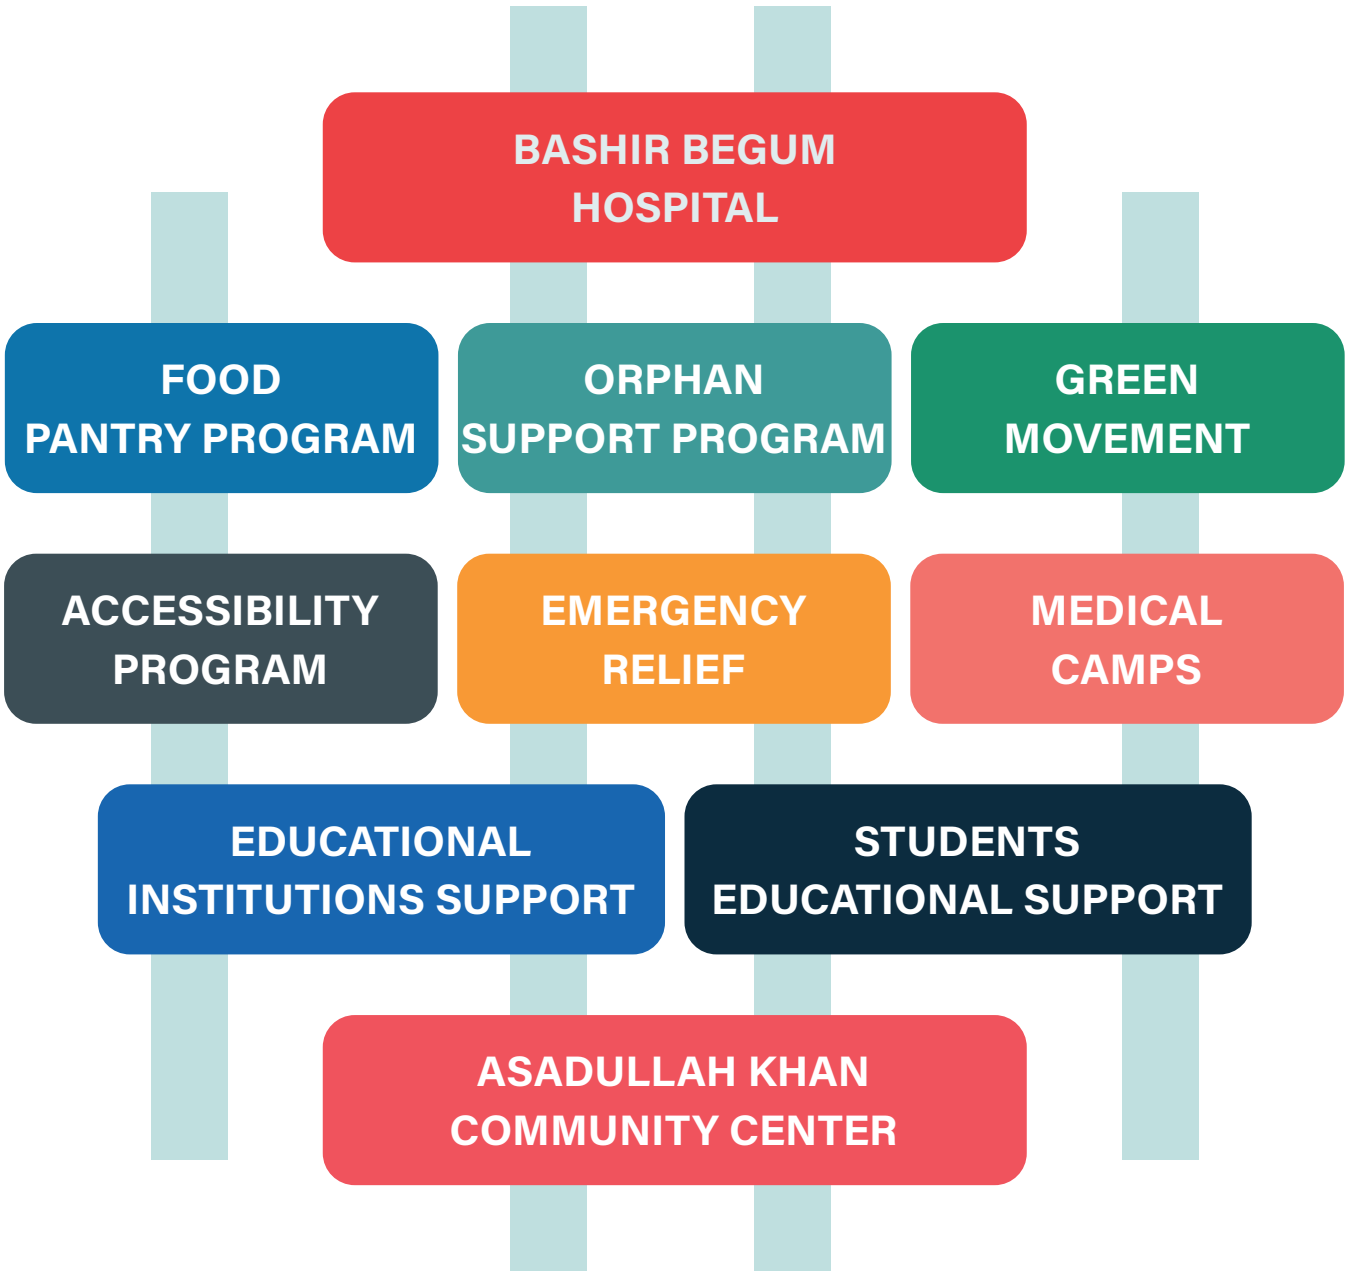 BASHIR BEGUM
HOSPITAL
FOOD
PANTRY PROGRAM
ORPHAN
SUPPORT PROGRAM
GREEN
MOVEMENT
ACCESSIBILITY
PROGRAM
EMERGENCY
RELIEF
MEDICAL
CAMPS
EDUCATIONAL
INSTITUTIONS SUPPORT
STUDENTS
EDUCATIONAL SUPPORT
ASADULLAH KHAN
COMMUNITY CENTER